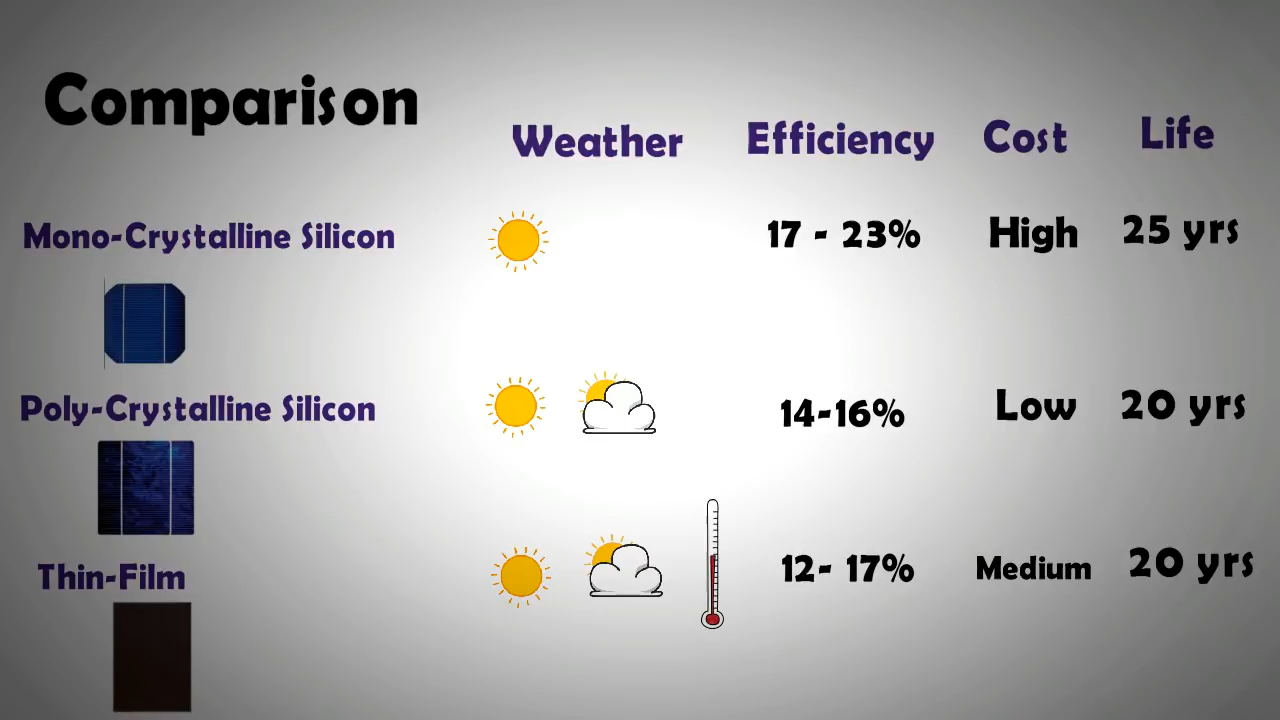 Comparison
Weather Efficiency Cost Life
Mono-Crystalline Silicon 17 - 23% High 25 yrs
Poly-Crystalline Silicon 14-16% Low 20 yrs
Thin-Film 12- 17% Medium 20 yrs